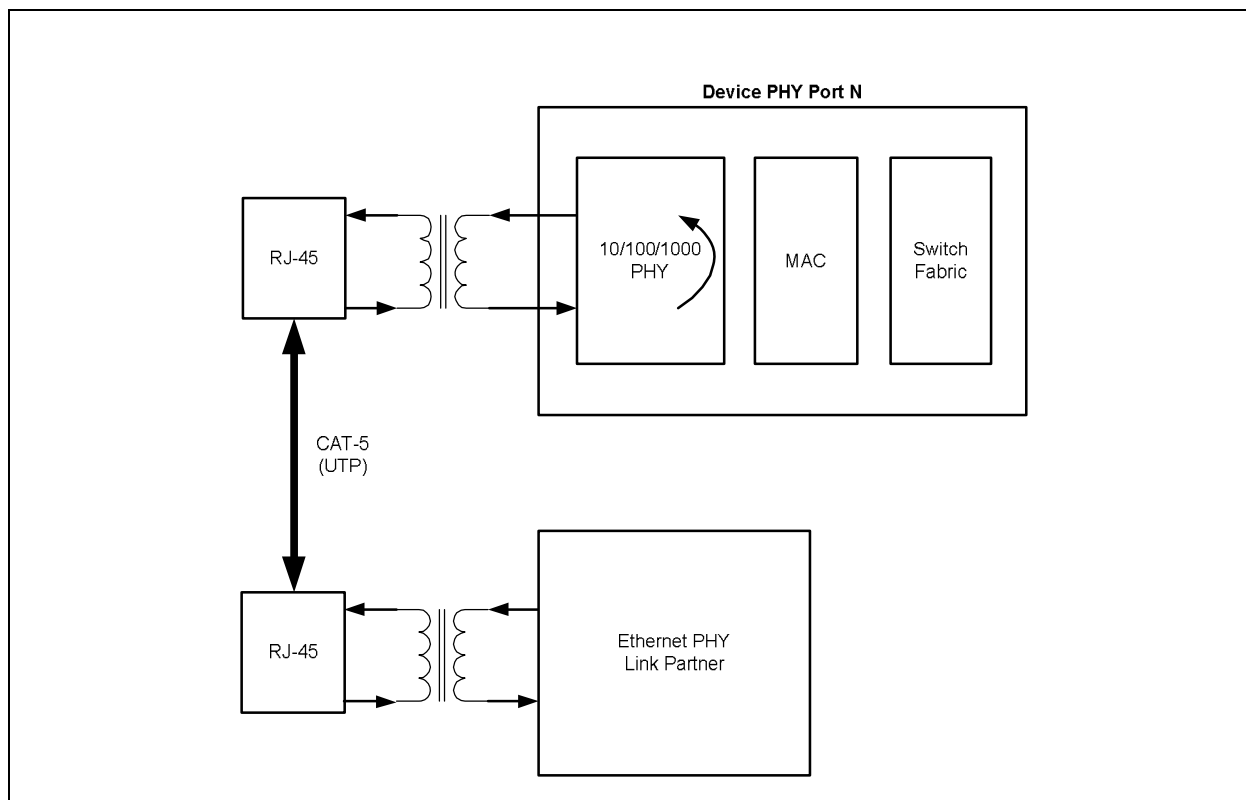 Device PHY Port N
RJ-45
10/100/1000
PHY
MAC
Switch
Fabric
CAT-5
(UTP)
RJ-45
Ethernet PHY
Link Partner